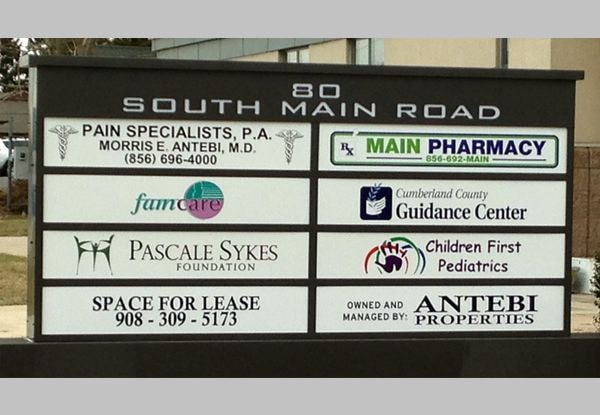 80
SOUTH MAIN ROAD
PAIN SPECIALISTS, P.A.
MORRIS E. ANTEBI, M.D.
(856) 696-4000
Rx MAIN PHARMACY
856-692-MAIN
famcare
Cumberland County
Guidance Center
PASCALE SYKES
FOUNDATION
Children First
Pediatrics
SPACE FOR LEASE
908 - 309 - 5173
OWNED AND
MANAGED BY:
ANTEBI
PROPERTIES